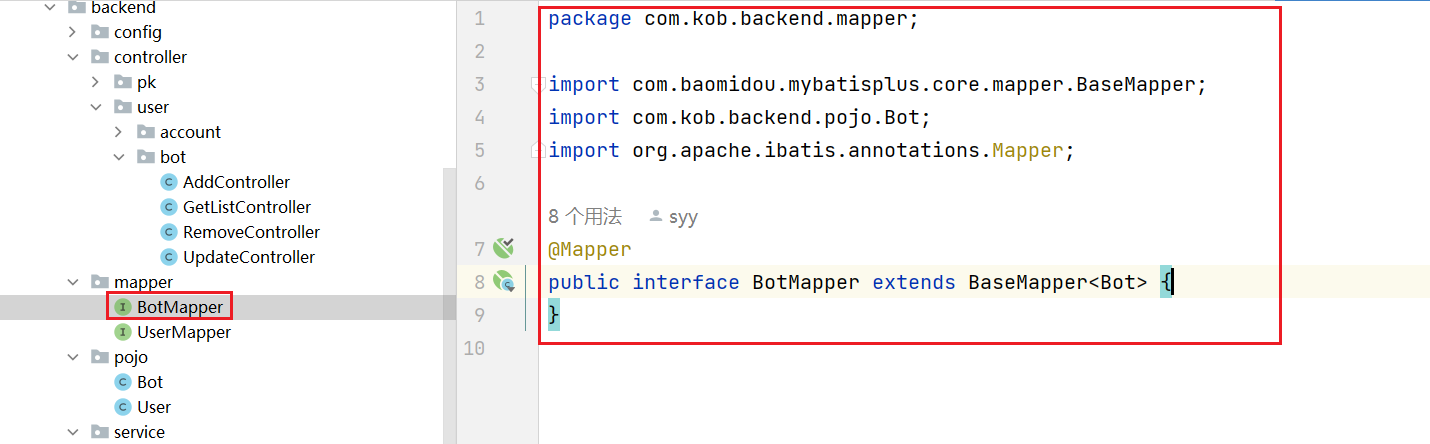 backend
config
controller
pk
user
account
bot
AddController
GetListController
RemoveController
UpdateController
mapper
BotMapper
UserMapper
pojo
Bot
User
service
1 package com.kob.backend.mapper;
2
3 import com.baomidou.mybatisplus.core.mapper.BaseMapper;
4 import com.kob.backend.pojo.Bot;
5 import org.apache.ibatis.annotations.Mapper;
6
8 个用法 syy
7 @Mapper
8 public interface BotMapper extends BaseMapper<Bot> {
9 }
10